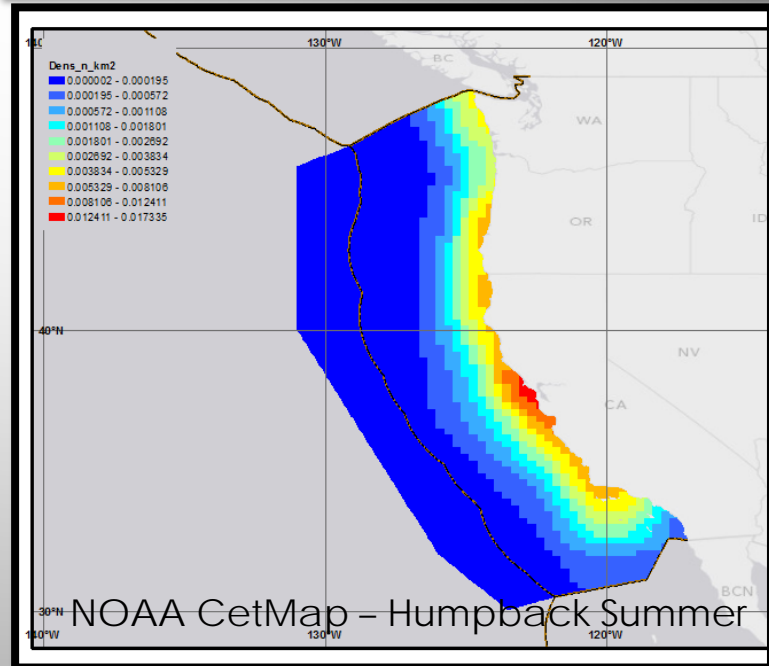 140
130°W
120°W
Dens_n_km2
0.000002 - 0.000195
0.000195 - 0.000572
0.000572 - 0.001108
0.001108 - 0.001801
0.001801 - 0.002692
0.002692 - 0.003834
0.003834 - 0.005329
0.005329 - 0.008106
0.008106 - 0.012411
0.012411 - 0.017335
BC
WA
OR
ID
40°N
NV
CA
BCN
30°N
NOAA CetMap – Humpback Summer
140°W
130°W
120°W